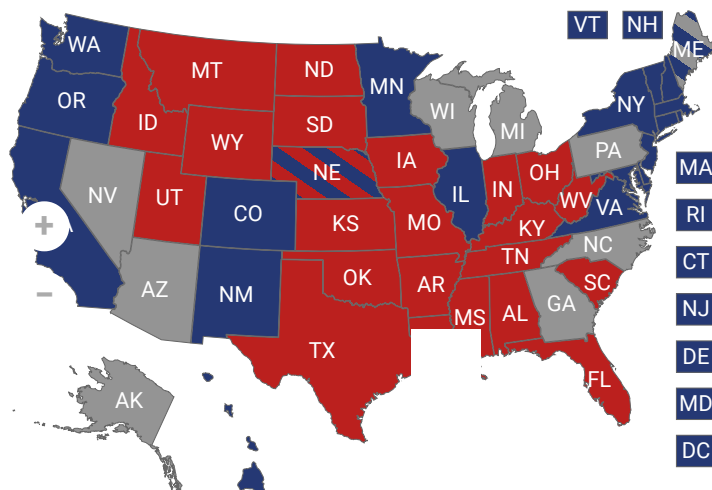 VT
NH
WA
ME
MT
ND
MN
OR
NY
WI
MI
ID
SD
WY
PA
IA
NE
OH
MA
NV
UT
IL
IN
WV
CO
VA
RI
KS
MO
KY
+
NC
TN
CT
OK
AZ
NM
AR
SC
GA
NJ
MS
AL
TX
DE
FL
AK
MD
DC
−